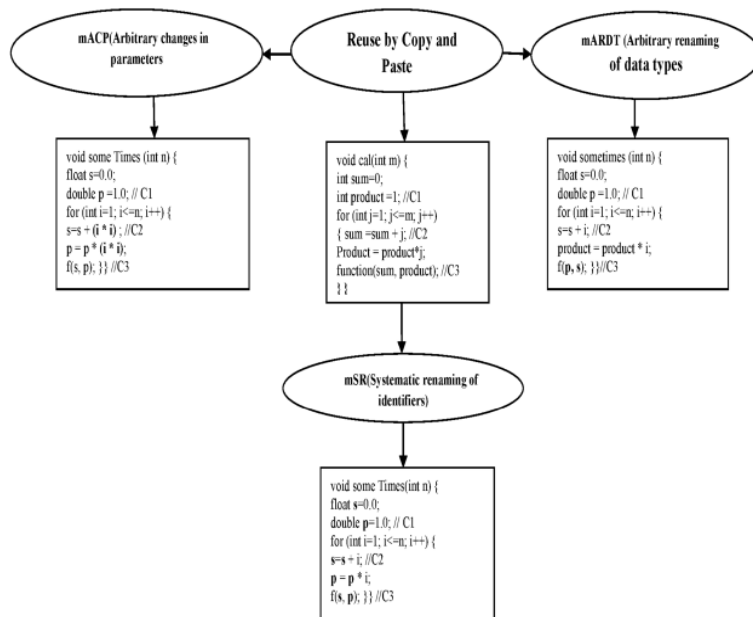 mACP(Arbitrary changes in
parameters
Reuse by Copy and
Paste
mARDT (Arbitrary renaming
of data types
void some Times (int n) {
float s=0.0;
double p =1.0; // C1
for (int i=1; i<=n; i++) {
s=s + (i * i) ; //C2
p = p * (i * i);
f(s, p); }} //C3
void cal(int m) {
int sum=0;
int product =1; //C1
for (int j=1; j<=m; j++)
{ sum =sum + j; //C2
Product = product*j;
function(sum, product); //C3
} }
void sometimes (int n) {
float s=0.0;
double p =1.0; // C1
for (int i=1; i<=n; i++) {
s=s + i; //C2
product = product * i;
f(p, s); }}//C3
mSR(Systematic renaming of
identifiers)
void some Times(int n) {
float s=0.0;
double p=1.0; // C1
for (int i=1; i<=n; i++) {
s=s + i; //C2
p = p * i;
f(s, p); }} //C3